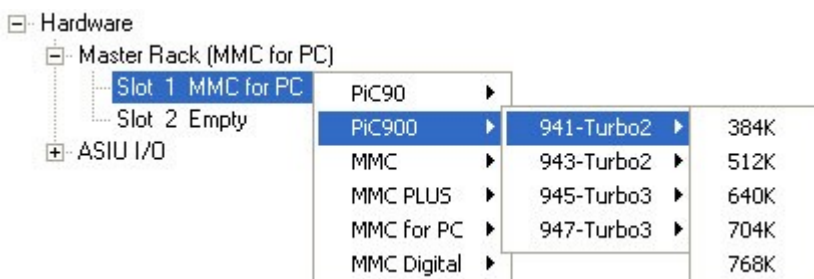 Hardware
Master Rack (MMC for PC)
Slot 1 MMC for PC
Slot 2 Empty
ASIU I/O
PiC90
PiC900
MMC
MMC PLUS
MMC for PC
MMC Digital
941-Turbo2
943-Turbo2
945-Turbo3
947-Turbo3
384K
512K
640K
704K
768K